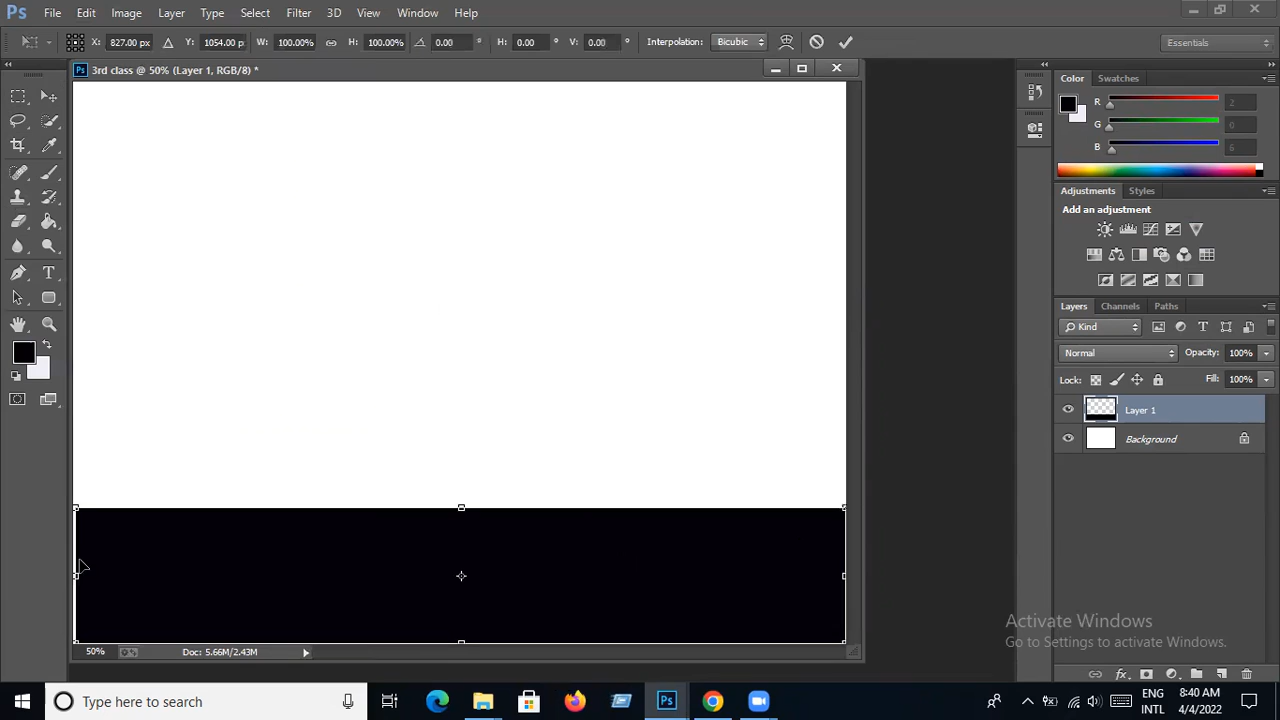 Ps File Edit Image Layer Type Select Filter 3D View Window Help
X: 827.00 px Y: 1054.00 p W: 100.00% H: 100.00% 0.00 ° H: 0.00 ° V: 0.00 ° Interpolation: Bicubic Essentials
Ps 3rd class @ 50% (Layer 1, RGB/8) *
Color Swatches
R 2
G 0
B 6
Adjustments Styles
Add an adjustment
Layers Channels Paths
Kind
Normal Opacity: 100%
Lock: Fill: 100%
Layer 1
Background
Activate Windows
Go to Settings to activate Windows.
50% Doc: 5.66M/2.43M
Type here to search
Ps
ENG 8:40 AM
INTL 4/4/2022